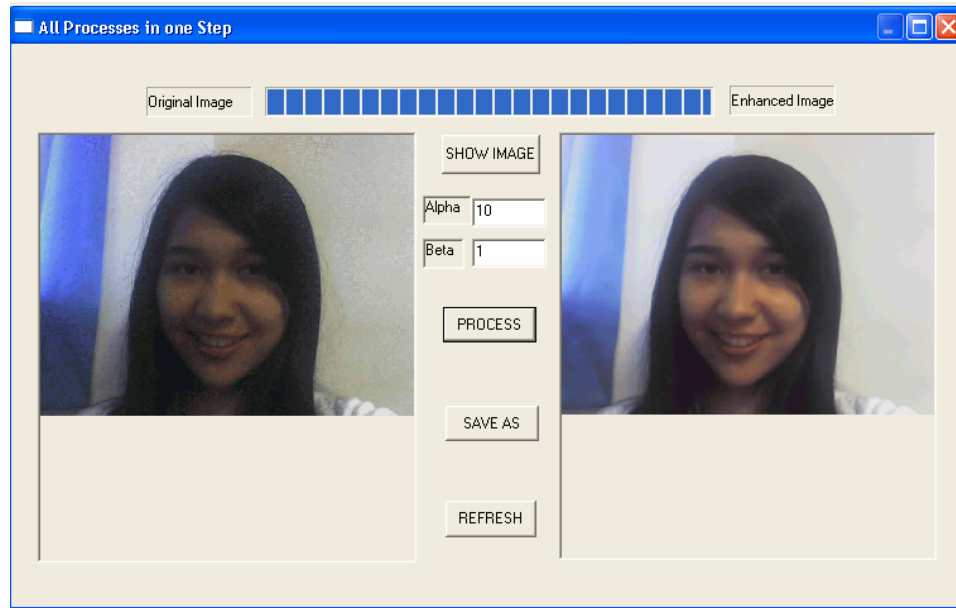 All Processes in one Step
Original Image
Enhanced Image
SHOW IMAGE
Alpha 10
Beta 1
PROCESS
SAVE AS
REFRESH